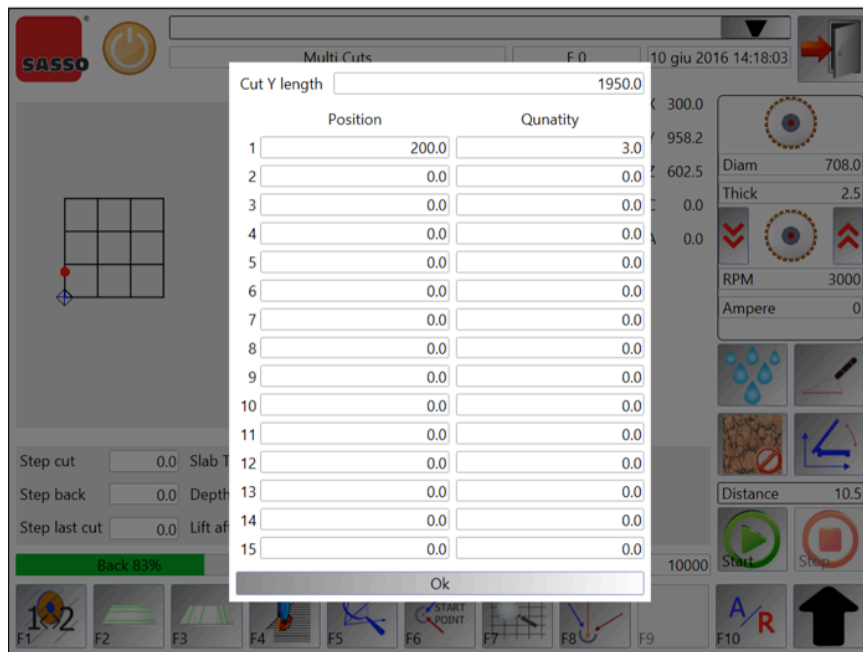 SASSO
Multi Cuts F 0 10 giu 2016 14:18:03
Cut Y length 1950.0
Position Qunatity
1 200.0 3.0
2 0.0 0.0
3 0.0 0.0
4 0.0 0.0
5 0.0 0.0
6 0.0 0.0
7 0.0 0.0
8 0.0 0.0
9 0.0 0.0
10 0.0 0.0
11 0.0 0.0
12 0.0 0.0
13 0.0 0.0
14 0.0 0.0
15 0.0 0.0
Ok
300.0
958.2
Z 602.5
0.0
0.0
Diam 708.0
Thick 2.5
RPM 3000
Ampere 0
Step cut 0.0 Slab T
Step back 0.0 Depth
Step last cut 0.0 Lift af
Distance 10.5
Back 83% 10000
Start Stop
1 2
F1 F2 F3 F4 F5 F6 START POINT F7 F8 F9 F10 A/R